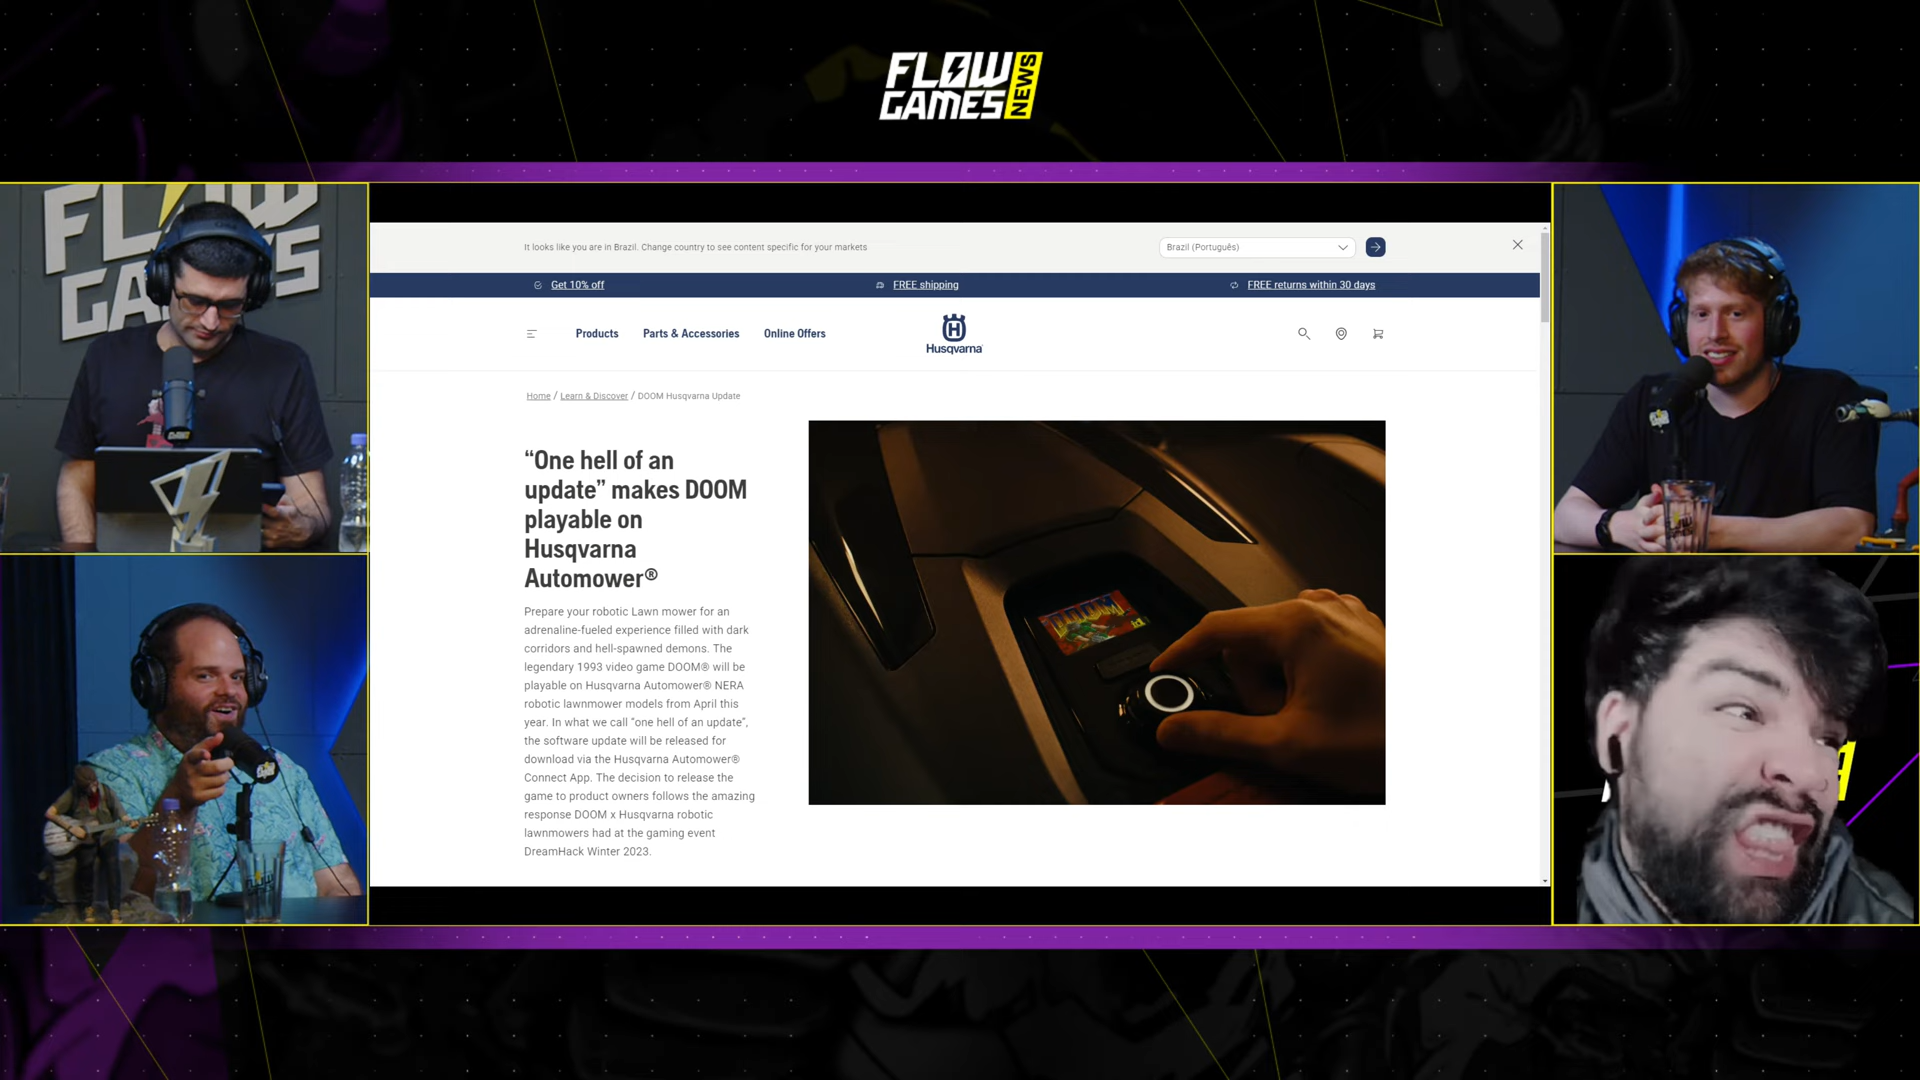 FLOW
GAMES
NEWS
FLOW
GAMES
It looks like you are in Brazil. Change country to see content specific for your markets
Brazil (Português)
Get 10% off
FREE shipping
FREE returns within 30 days
Products
Parts & Accessories
Online Offers
Husqvarna
Home / Learn & Discover / DOOM Husqvarna Update
“One hell of an
update” makes DOOM
playable on
Husqvarna
Automower®
Prepare your robotic Lawn mower for an
adrenaline-fueled experience filled with dark
corridors and hell-spawned demons. The
legendary 1993 video game DOOM® will be
playable on Husqvarna Automower® NERA
robotic lawnmower models from April this
year. In what we call “one hell of an update”,
the software update will be released for
download via the Husqvarna Automower®
Connect App. The decision to release the
game to product owners follows the amazing
response DOOM x Husqvarna robotic
lawnmowers had at the gaming event
DreamHack Winter 2023.
DOOM